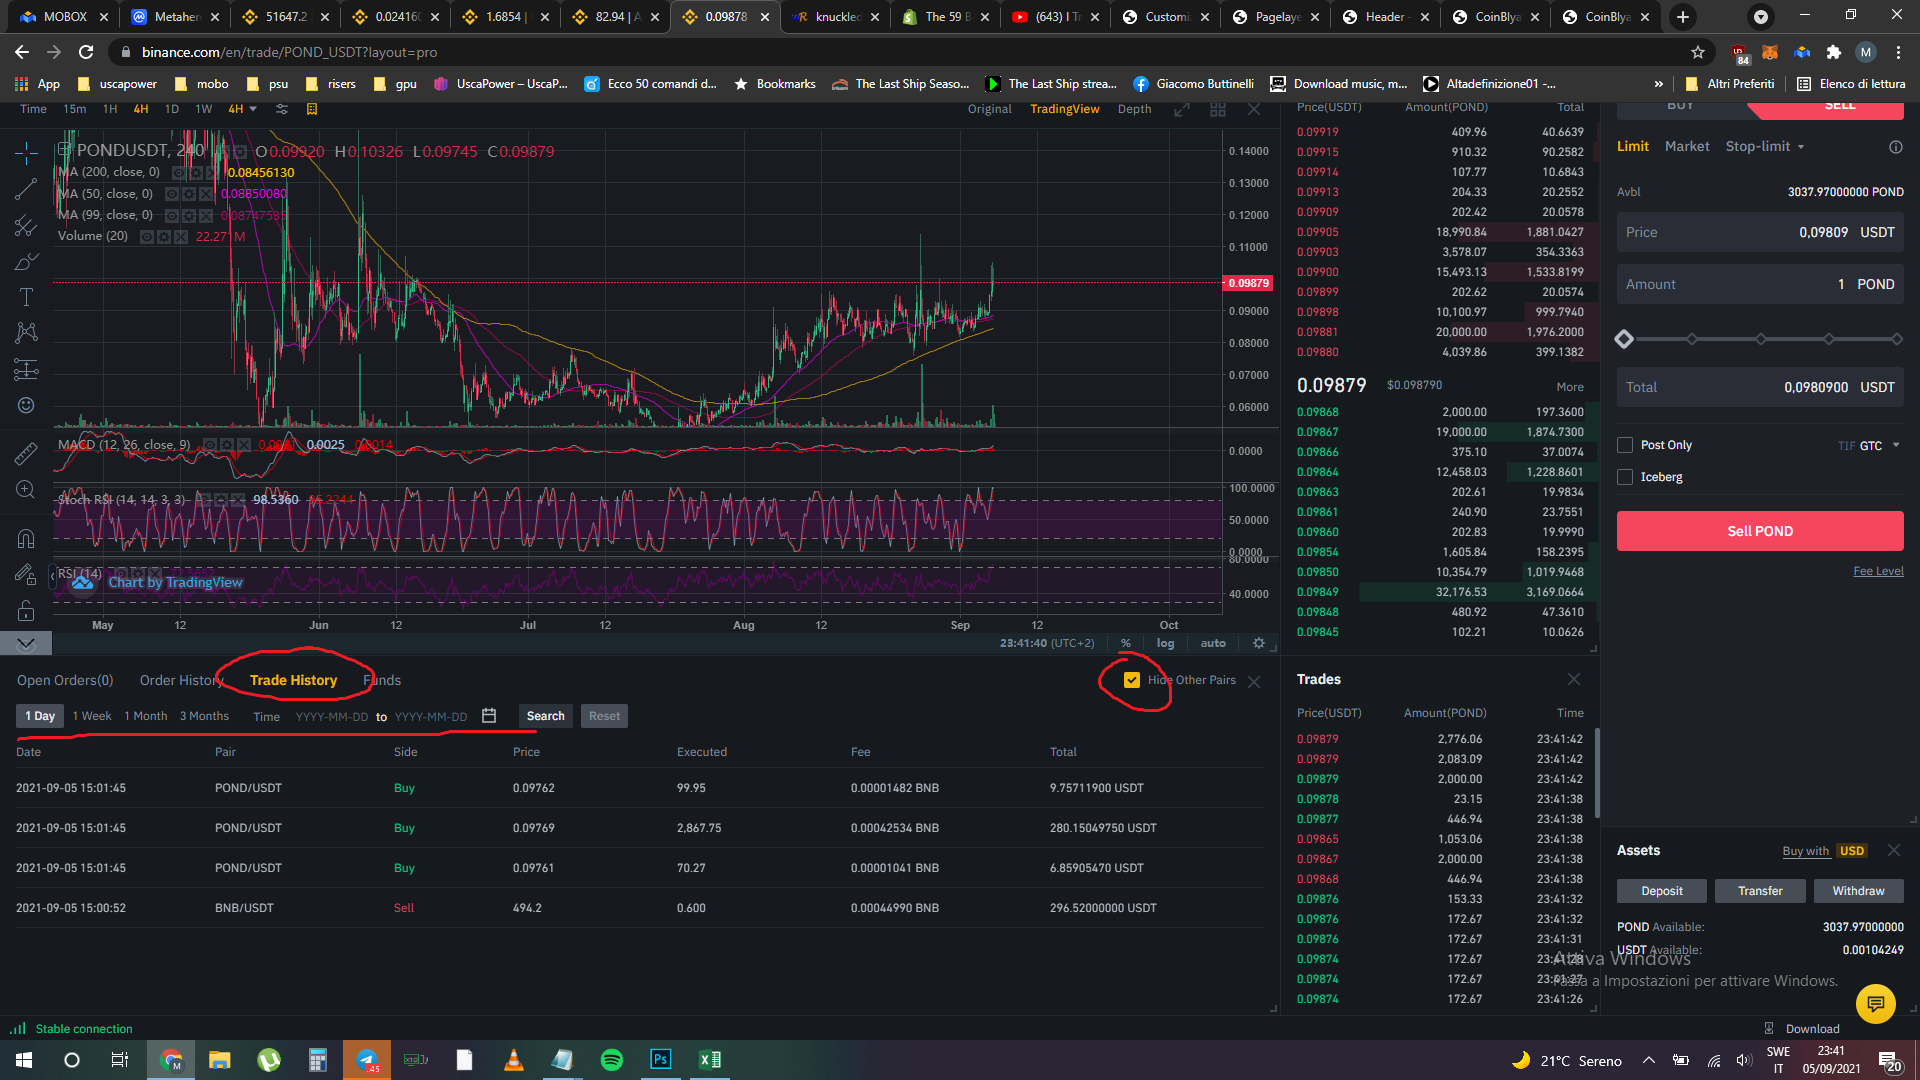 MOBOX
Metaher
51647.2 |
0.024160
1.6854 |
82.94 | A
0.09878
knuckled
The 59 B
(643) I Tr
Customi
Pagelaye
Header -
CoinBlya
CoinBlya
binance.com/en/trade/POND_USDT?layout=pro
84
M
App
uscapower
mobo
psu
risers
gpu
UscaPower – UscaP...
Ecco 50 comandi d...
Bookmarks
The Last Ship Seaso...
The Last Ship strea...
Giacomo Buttinelli
Download music, m...
Altadefinizione01 -...
»
Altri Preferiti
Elenco di lettura
Time 15m 1H 4H 1D 1W 4H
Original TradingView Depth
PONDUSDT, 240 O0.09920 H0.10326 L0.09745 C0.09879
MA (200, close, 0) 0.08456130
MA (50, close, 0) 0.08850080
MA (99, close, 0)
Volume (20) 22.271M
0.14000
0.13000
0.12000
0.11000
0.09879
0.09000
0.08000
0.07000
0.06000
MACD (12, 26, close, 9) 0.0025 0.0014
0.0000
Stoch RSI (14, 14, 3, 3) 98.5360
100.0000
50.0000
0.0000
80.0000
RSI (14)
Chart by TradingView
40.0000
May 12 Jun 12 Jul 12 Aug 12 Sep 12 Oct
23:41:40 (UTC+2) % log auto
Price(USDT) Amount(POND) Total
0.09919 409.96 40.6639
0.09915 910.32 90.2582
0.09914 107.77 10.6843
0.09913 204.33 20.2552
0.09909 202.42 20.0578
0.09905 18,990.84 1,881.0427
0.09903 3,578.07 354.3363
0.09900 15,493.13 1,533.8199
0.09899 202.62 20.0574
0.09898 10,100.97 999.7940
0.09881 20,000.00 1,976.2000
0.09880 4,039.86 399.1382
0.09879 $0.098790 More
0.09868 2,000.00 197.3600
0.09867 19,000.00 1,874.7300
0.09866 375.10 37.0074
0.09864 12,458.03 1,228.8601
0.09863 202.61 19.9834
0.09861 240.90 23.7551
0.09860 202.83 19.9990
0.09854 1,605.84 158.2395
0.09850 10,354.79 1,019.9468
0.09849 32,176.53 3,169.0664
0.09848 480.92 47.3610
0.09845 102.21 10.0626
BUY SELL
Limit Market Stop-limit
Avbl 3037.97000000 POND
Price 0,09809 USDT
Amount 1 POND
Total 0,0980900 USDT
Post Only TIF GTC
Iceberg
Sell POND
Fee Level
Open Orders(0) Order History Trade History Funds
Hide Other Pairs
1 Day 1 Week 1 Month 3 Months Time YYYY-MM-DD to YYYY-MM-DD Search Reset
Date Pair Side Price Executed Fee Total
2021-09-05 15:01:45 POND/USDT Buy 0.09762 99.95 0.00001482 BNB 9.75711900 USDT
2021-09-05 15:01:45 POND/USDT Buy 0.09769 2,867.75 0.00042534 BNB 280.15049750 USDT
2021-09-05 15:01:45 POND/USDT Buy 0.09761 70.27 0.00001041 BNB 6.85905470 USDT
2021-09-05 15:00:52 BNB/USDT Sell 494.2 0.600 0.00044990 BNB 296.52000000 USDT
Trades
Price(USDT) Amount(POND) Time
0.09879 2,776.06 23:41:42
0.09879 2,083.09 23:41:42
0.09879 2,000.00 23:41:42
0.09878 23.15 23:41:38
0.09877 446.94 23:41:38
0.09865 1,053.06 23:41:38
0.09867 2,000.00 23:41:38
0.09868 446.94 23:41:38
0.09876 153.33 23:41:32
0.09876 172.67 23:41:32
0.09876 172.67 23:41:31
0.09874 172.67 23:41:28
0.09874 172.67 23:41:27
0.09874 172.67 23:41:26
Assets Buy with USD
Deposit Transfer Withdraw
POND Available: 3037.97000000
USDT Available: 0.00104249
Attiva Windows
Passa a Impostazioni per attivare Windows.
Stable connection
Download
M
.45
Ps
21°C Sereno
SWE
IT
23:41
05/09/2021
20